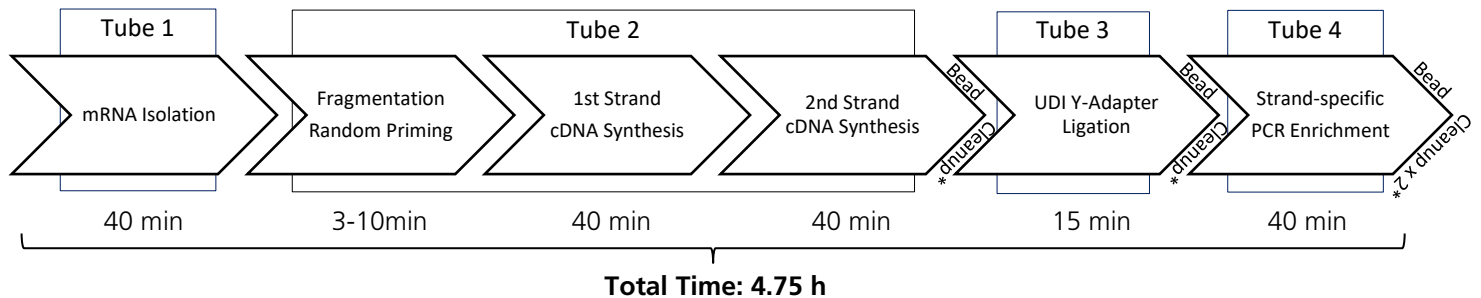 Tube 1
Tube 2
Tube 3
Tube 4
mRNA Isolation
Fragmentation
Random Priming
1st Strand
cDNA Synthesis
2nd Strand
cDNA Synthesis
Bead
Cleanup*
UDI Y-Adapter
Ligation
Bead
Cleanup*
Strand-specific
PCR Enrichment
Bead
Cleanup x 2*
40 min
3-10min
40 min
40 min
15 min
40 min
Total Time: 4.75 h